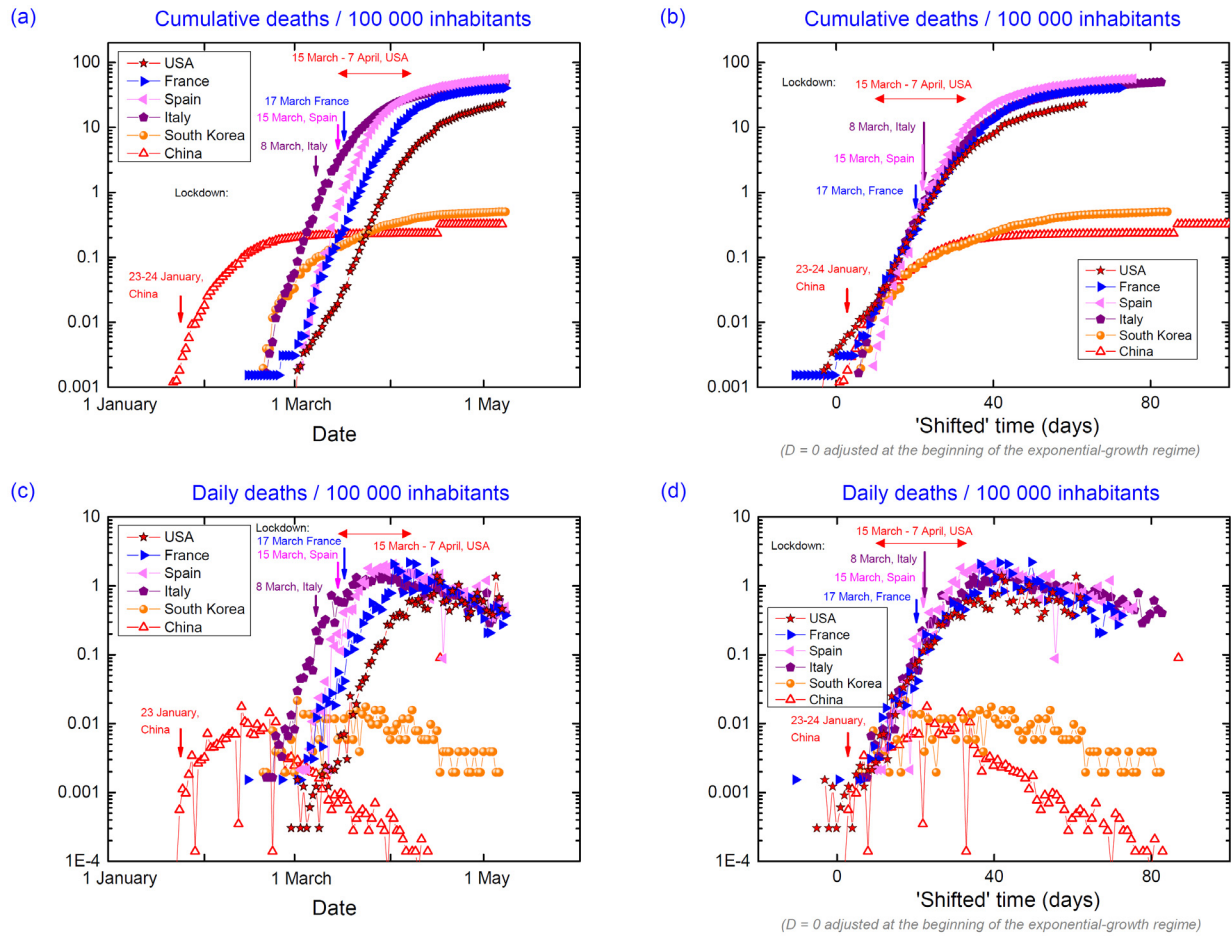 (a)
Cumulative deaths / 100 000 inhabitants
USA
France
Spain
Italy
South Korea
China
15 March - 7 April, USA
17 March France
15 March, Spain
8 March, Italy
Lockdown:
23-24 January,
China
100
10
1
0.1
0.01
0.001
1 January
1 March
1 May
Date
(b)
Cumulative deaths / 100 000 inhabitants
Lockdown:
15 March - 7 April, USA
8 March, Italy
15 March, Spain
17 March, France
23-24 January,
China
USA
France
Spain
Italy
South Korea
China
100
10
1
0.1
0.01
0.001
0
40
80
'Shifted' time (days)
(D = 0 adjusted at the beginning of the exponential-growth regime)
(c)
Daily deaths / 100 000 inhabitants
USA
France
Spain
Italy
South Korea
China
Lockdown:
17 March France
15 March, Spain
15 March - 7 April, USA
8 March, Italy
23 January,
China
10
1
0.1
0.01
0.001
1E-4
1 January
1 March
1 May
Date
(d)
Daily deaths / 100 000 inhabitants
15 March - 7 April, USA
Lockdown:
8 March, Italy
15 March, Spain
17 March, France
USA
France
Spain
Italy
South Korea
China
23-24 January,
China
10
1
0.1
0.01
0.001
1E-4
0
40
80
'Shifted' time (days)
(D = 0 adjusted at the beginning of the exponential-growth regime)